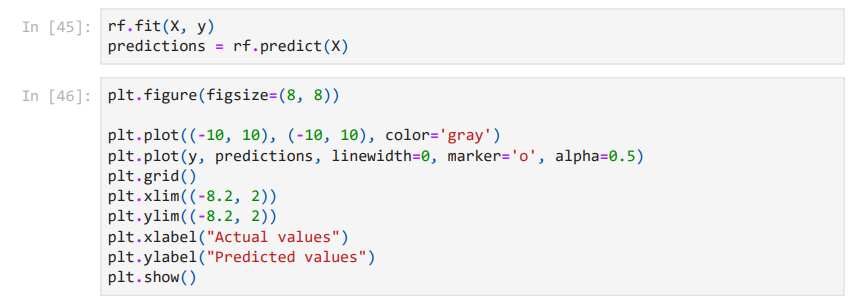 In [45]: rf.fit(X, y)
predictions = rf.predict(X)
In [46]: plt.figure(figsize=(8, 8))
plt.plot((-10, 10), (-10, 10), color='gray')
plt.plot(y, predictions, linewidth=0, marker='o', alpha=0.5)
plt.grid()
plt.xlim((-8.2, 2))
plt.ylim((-8.2, 2))
plt.xlabel("Actual values")
plt.ylabel("Predicted values")
plt.show()